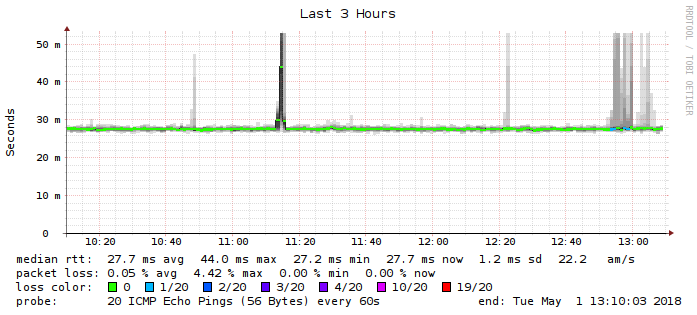 Last 3 Hours
RRDTOOL / TOBI OETIKER
Seconds
50 m
40 m
30 m
20 m
10 m
0
10:20 10:40 11:00 11:20 11:40 12:00 12:20 12:40 13:00
median rtt: 27.7 ms avg 44.0 ms max 27.2 ms min 27.7 ms now 1.2 ms sd 22.2 am/s
packet loss: 0.05 % avg 4.42 % max 0.00 % min 0.00 % now
loss color: 0 1/20 2/20 3/20 4/20 10/20 19/20
probe: 20 ICMP Echo Pings (56 Bytes) every 60s end: Tue May 1 13:10:03 2018